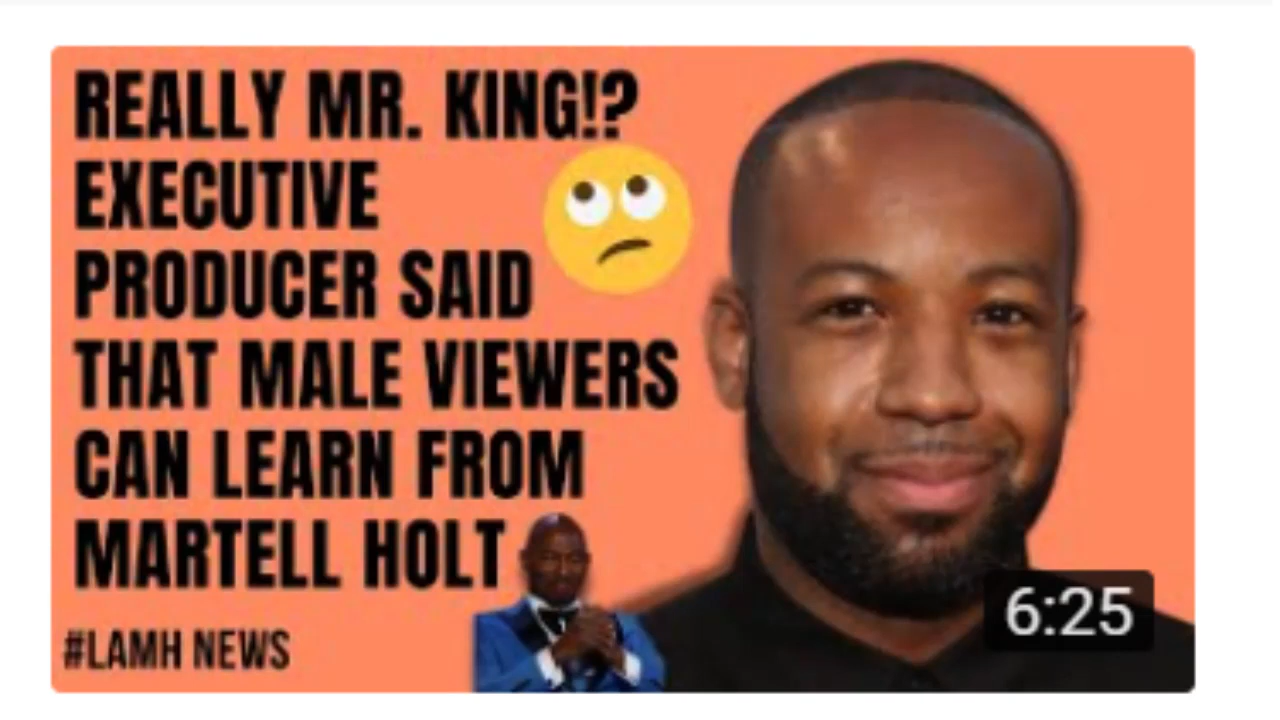 REALLY MR. KING!?
EXECUTIVE
PRODUCER SAID
THAT MALE VIEWERS
CAN LEARN FROM
MARTELL HOLT
#LAMH NEWS
6:25